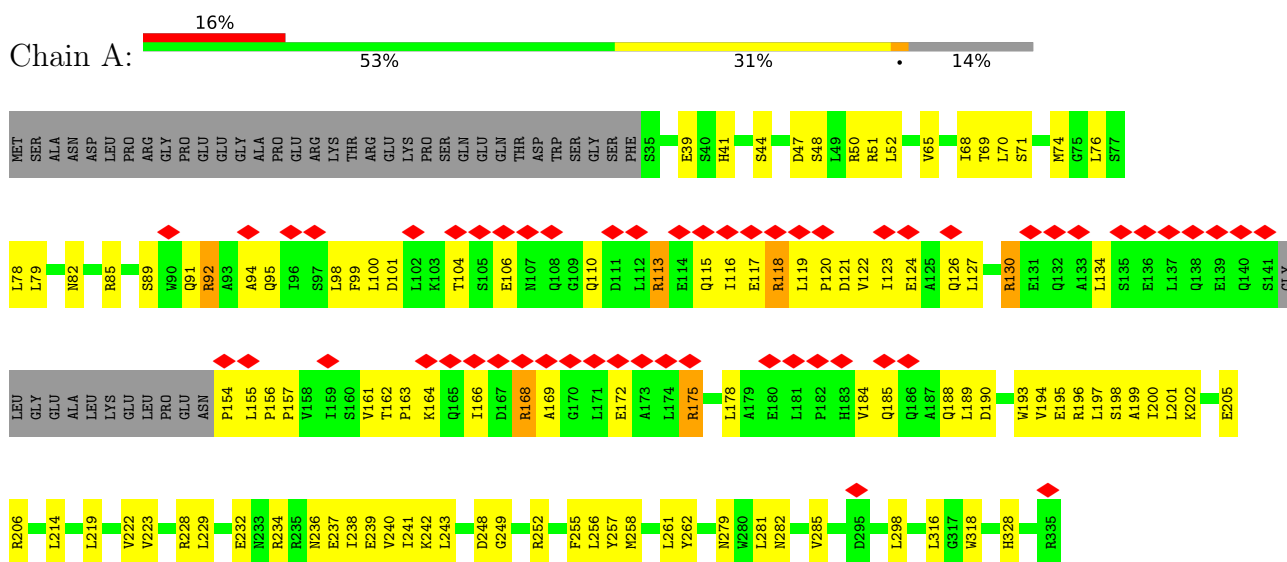 16%
Chain A:
53% 31% • 14%
MET SER ALA ASN ASP LEU PRO ARG GLY PRO GLU GLU GLY ALA PRO GLU ARG LYS THR ARG GLU LYS PRO SER GLN GLU GLN THR ASP TRP SER GLY SER PHE S35 E39 S40 H41 S44 D47 S48 L49 R50 R51 L52 V65 I68 T69 L70 S71 M74 G75 L76 S77
L78 L79 N82 R85 S89 W90 Q91 R92 A93 A94 Q95 I96 S97 L98 F99 L100 D101 L102 K103 T104 S105 E106 N107 Q108 G109 Q110 D111 L112 R113 E114 Q115 I116 E117 R118 L119 P120 D121 V122 I123 E124 A125 Q126 L127 R130 E131 Q132 A133 L134 S135 E136 L137 Q138 E139 Q140 S141 GLY
LEU GLY GLU ALA LEU LYS GLU LEU PRO GLU ASN P154 L155 P156 P157 V158 I159 S160 V161 T162 P163 K164 Q165 I166 D167 R168 A169 G170 L171 E172 A173 L174 R175 L178 A179 E180 L181 P182 H183 V184 Q185 Q186 A187 Q188 L189 D190 W193 V194 E195 R196 L197 S198 A199 I200 L201 K202 E205
R206 L214 L219 V222 V223 R228 L229 E232 N233 R234 R235 N236 E237 I238 E239 V240 I241 K242 L243 D248 G249 R252 F255 L256 Y257 M258 L261 Y262 N279 W280 L281 N282 V285 D295 L298 L316 G317 W318 H328 R335